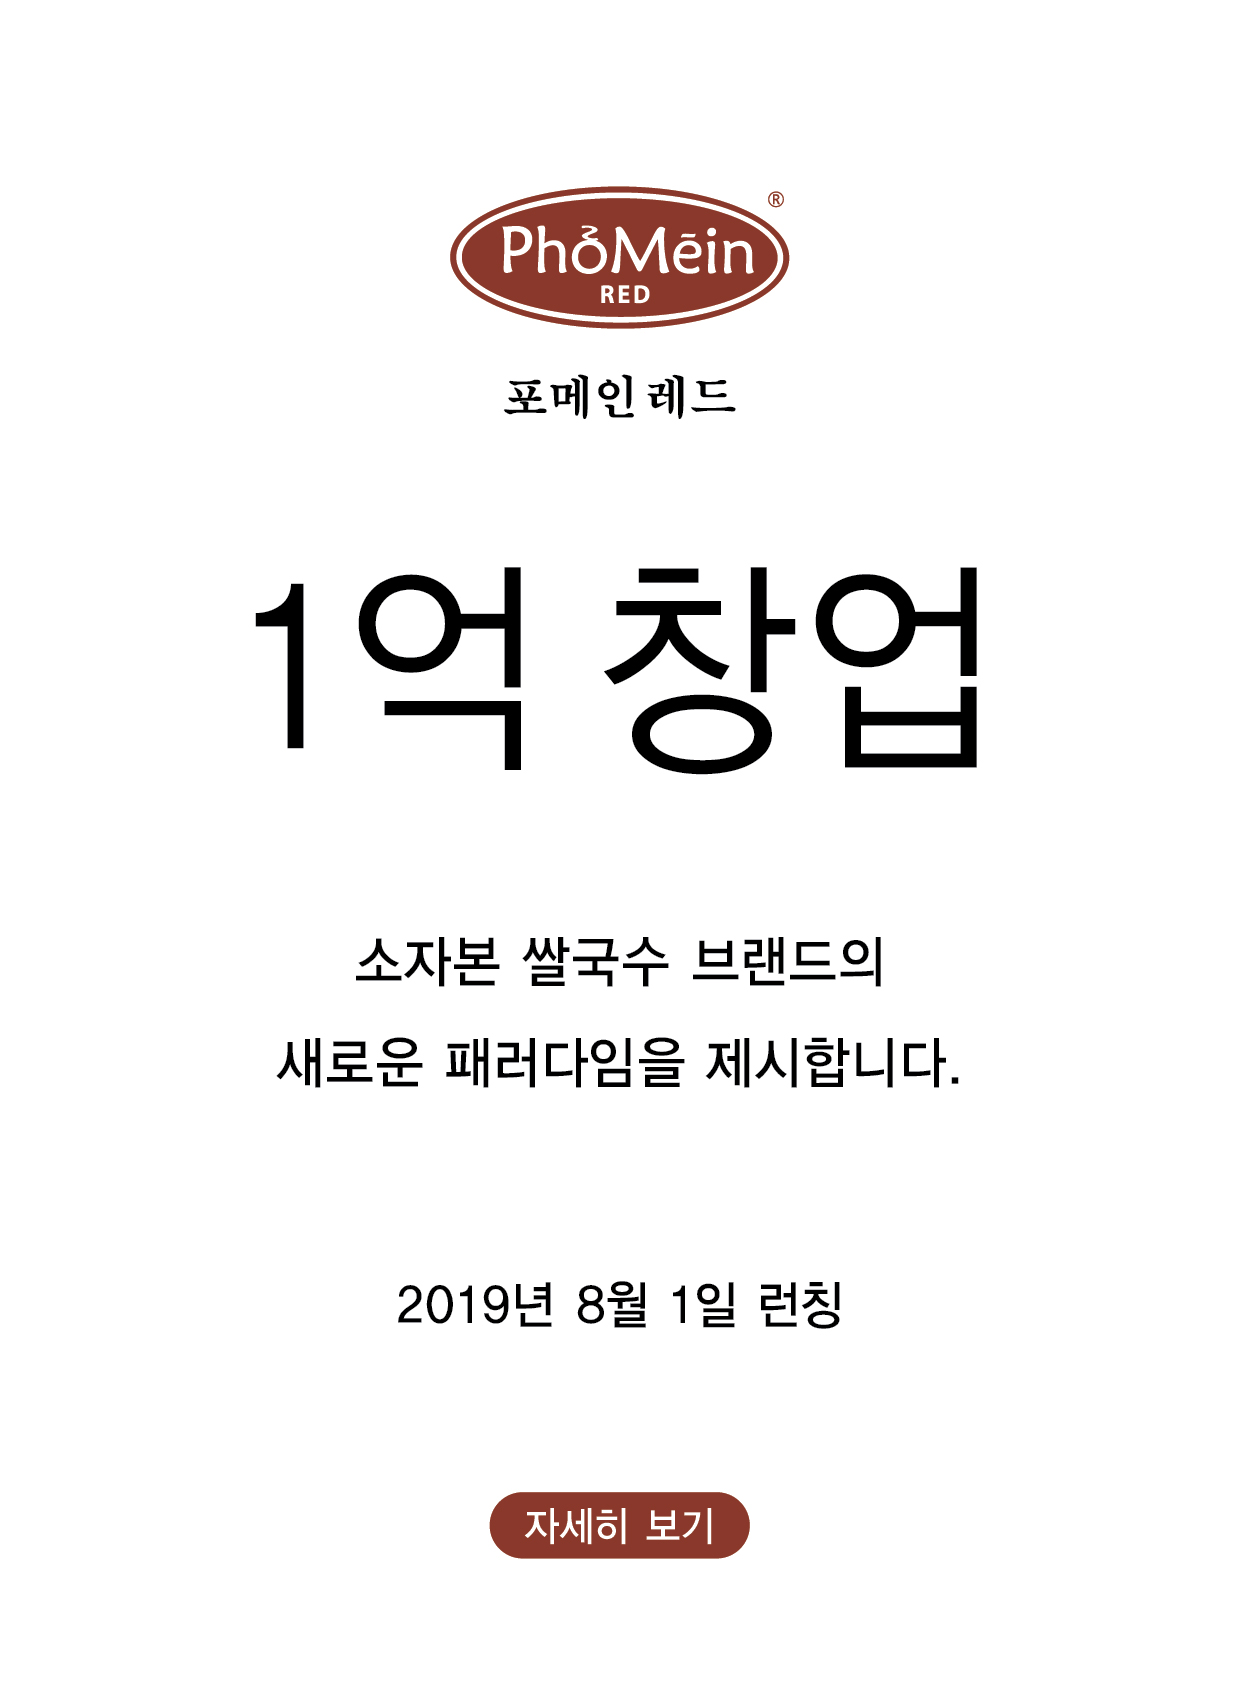 PhởMēin ®
RED
포메인 레드
1억 창업
소자본 쌀국수 브랜드의
새로운 패러다임을 제시합니다.
2019년 8월 1일 런칭
자세히 보기